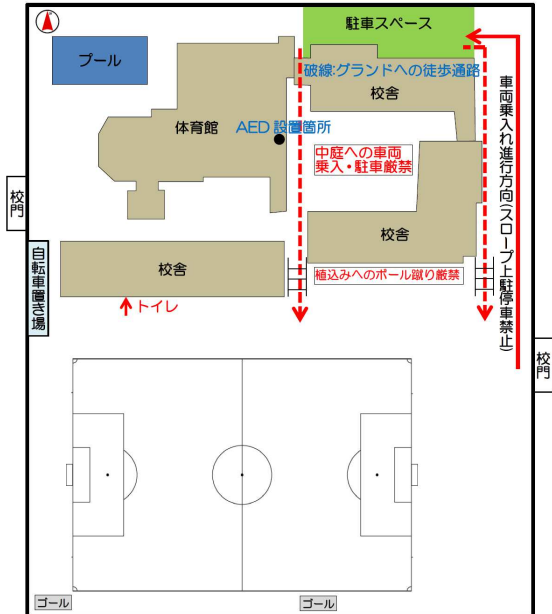 駐車スペース
プール
破線:グランドへの徒歩通路
校舎
体育館
AED設置箇所
中庭への車両
乗入・駐車厳禁
車両乗入れ進行方向(スロープ上駐停車禁止)
校門
校舎
自転車置き場
校舎
植込みへのボール蹴り厳禁
トイレ
校門
ゴール
ゴール